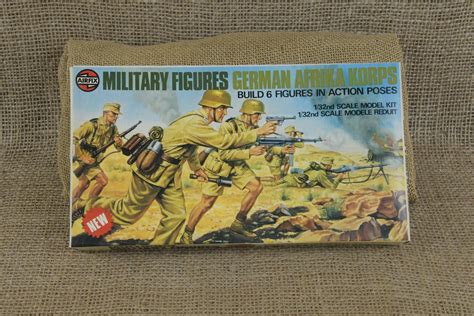 AIRFIX
MILITARY FIGURES GERMAN AFRIKA KORPS
BUILD 6 FIGURES IN ACTION POSES
1/32nd SCALE MODEL KIT
1/32nd SCALE MODELE REDUIT
NEW